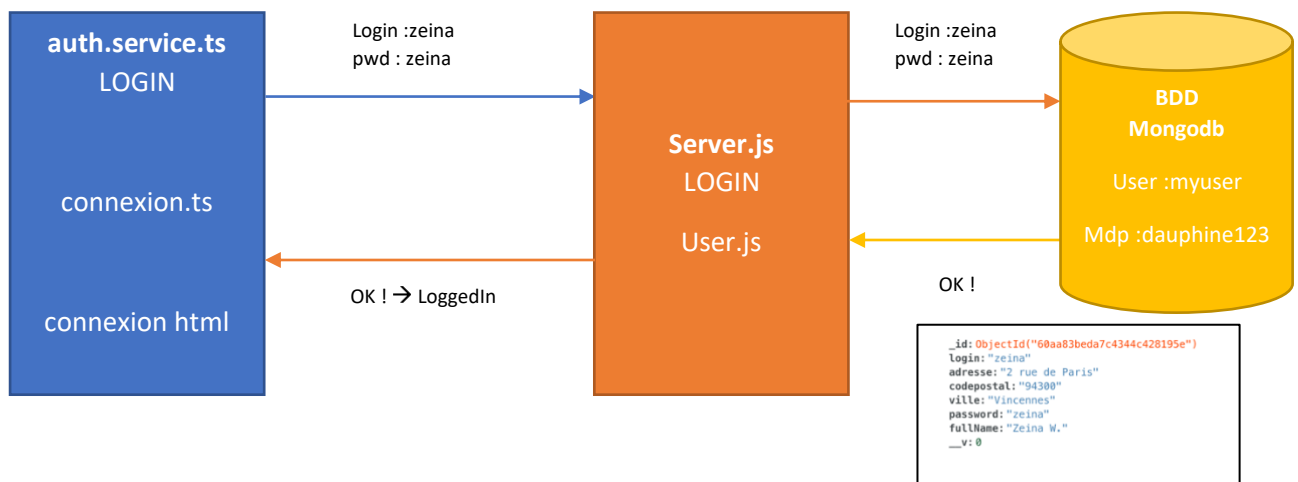 auth.service.ts
LOGIN
connexion.ts
connexion html
Login :zeina
pwd : zeina
OK ! → LoggedIn
Server.js
LOGIN
User.js
Login :zeina
pwd : zeina
OK !
BDD
Mongodb
User :myuser
Mdp :dauphine123
_id: ObjectId("60aa83beda7c4344c428195e")
login: "zeina"
adresse: "2 rue de Paris"
codepostal: "94300"
ville: "Vincennes"
password: "zeina"
fullName: "Zeina W."
__v: 0